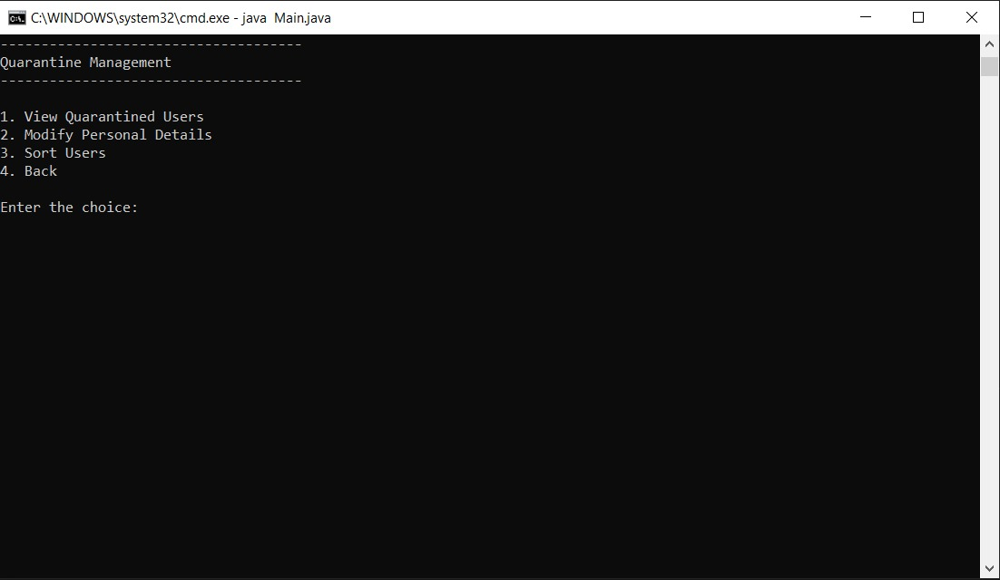 C:\WINDOWS\system32\cmd.exe - java  Main.java
-------------------------------------
Quarantine Management
-------------------------------------
1. View Quarantined Users
2. Modify Personal Details
3. Sort Users
4. Back
Enter the choice: